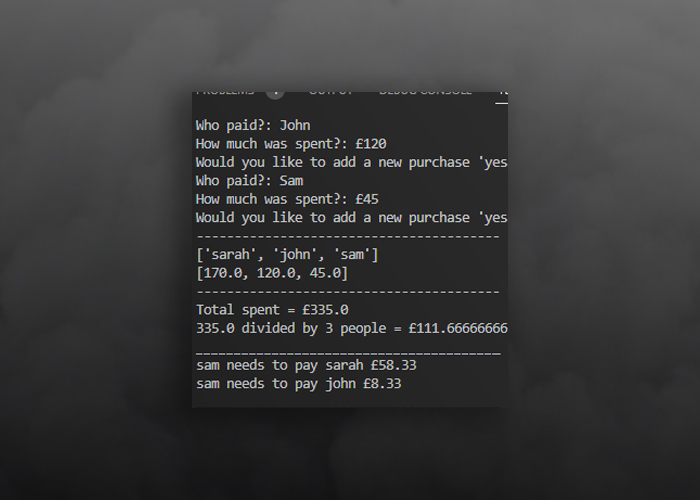 Who paid?: John
How much was spent?: £120
Would you like to add a new purchase 'yes
Who paid?: Sam
How much was spent?: £45
Would you like to add a new purchase 'yes
---------------------------------------
['sarah', 'john', 'sam']
[170.0, 120.0, 45.0]
---------------------------------------
Total spent = £335.0
335.0 divided by 3 people = £111.66666666
_______________________________________
sam needs to pay sarah £58.33
sam needs to pay john £8.33